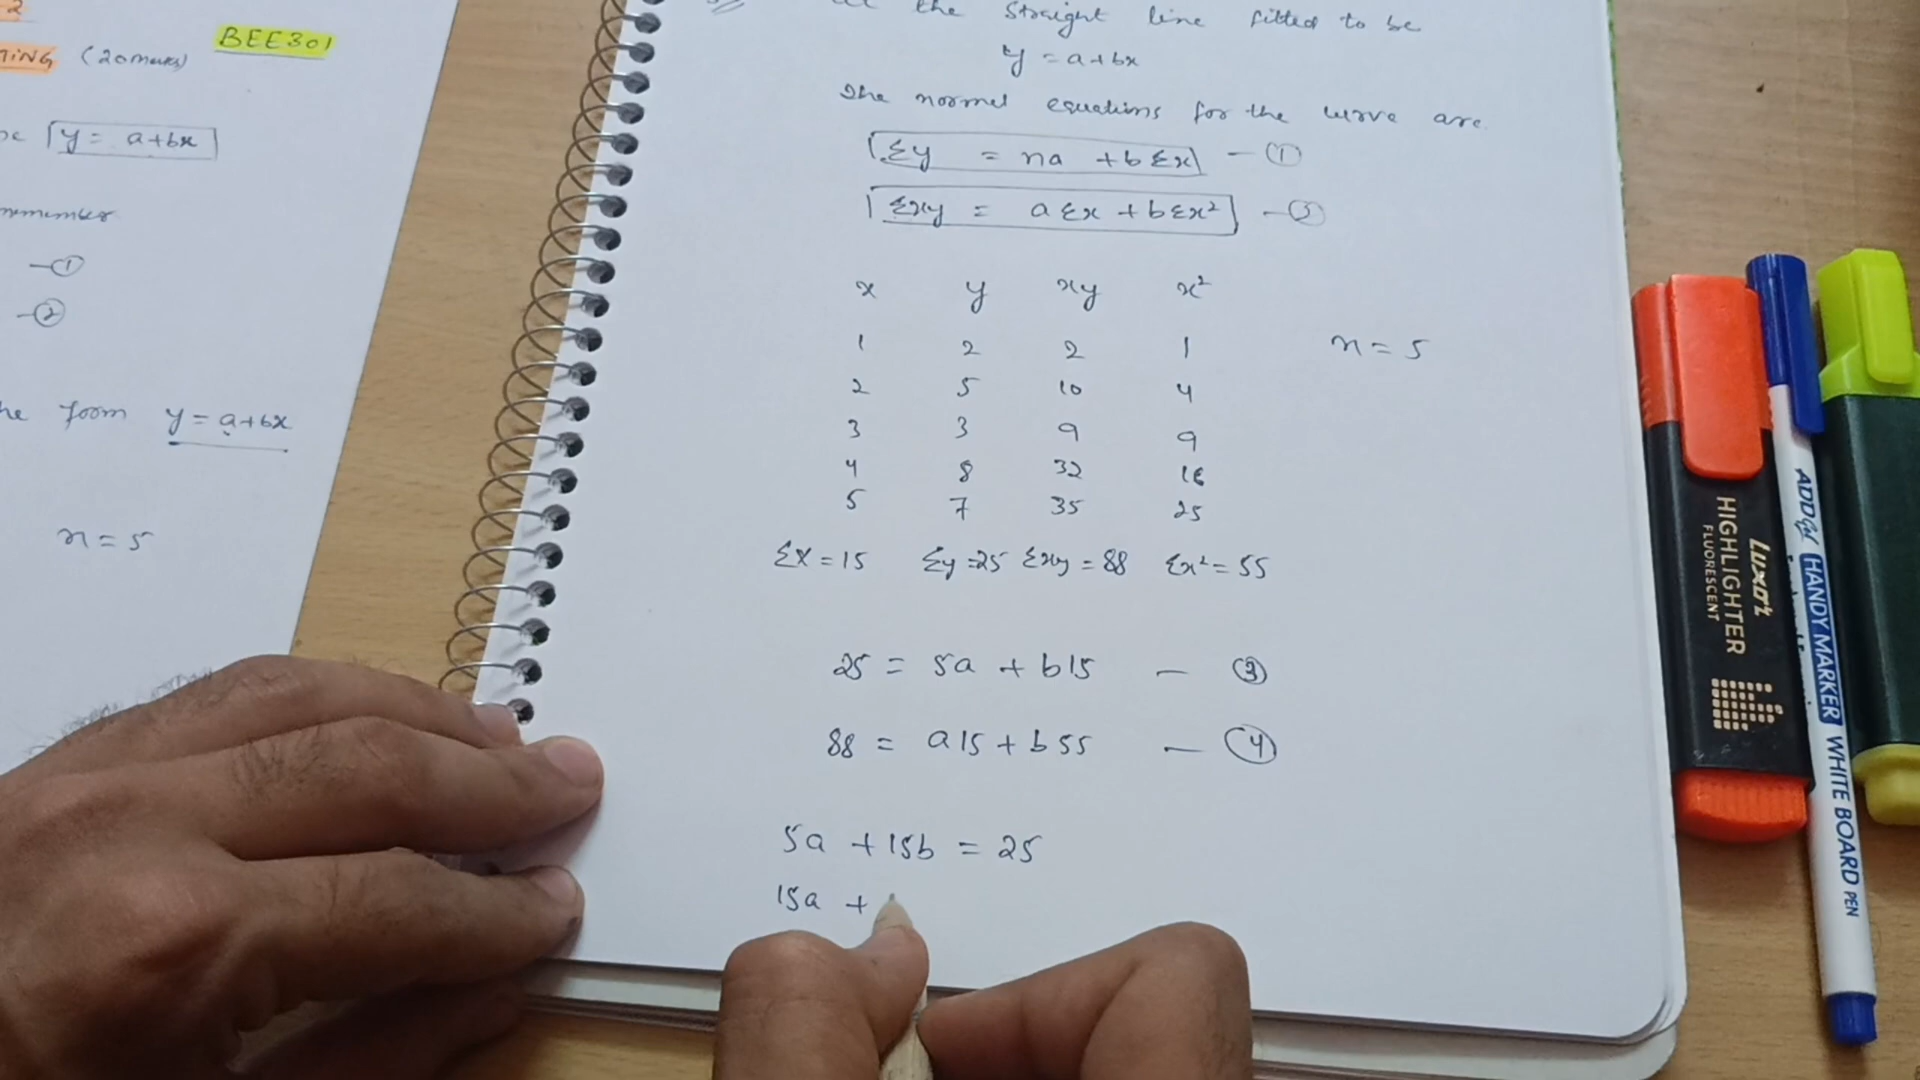 BEE301
(20marks)
y = a+bx
remember
—①
—②
the form y = a+bx
n = 5
the straight line fitted to be
y = a+bx
The normal equations for the curve are.
Σy = na + bΣx — ①
Σxy = aΣx + bΣx² — ②
x y xy x²
1 2 2 1 n = 5
2 5 10 4
3 3 9 9
4 8 32 16
5 7 35 25
Σx = 15 Σy = 25 Σxy = 88 Σx² = 55
25 = 5a + b15 — ③
88 = a15 + b55 — ④
5a + 15b = 25
15a +
Luxor
HIGHLIGHTER
FLUORESCENT
ADD Gel HANDY MARKER WHITE BOARD PEN